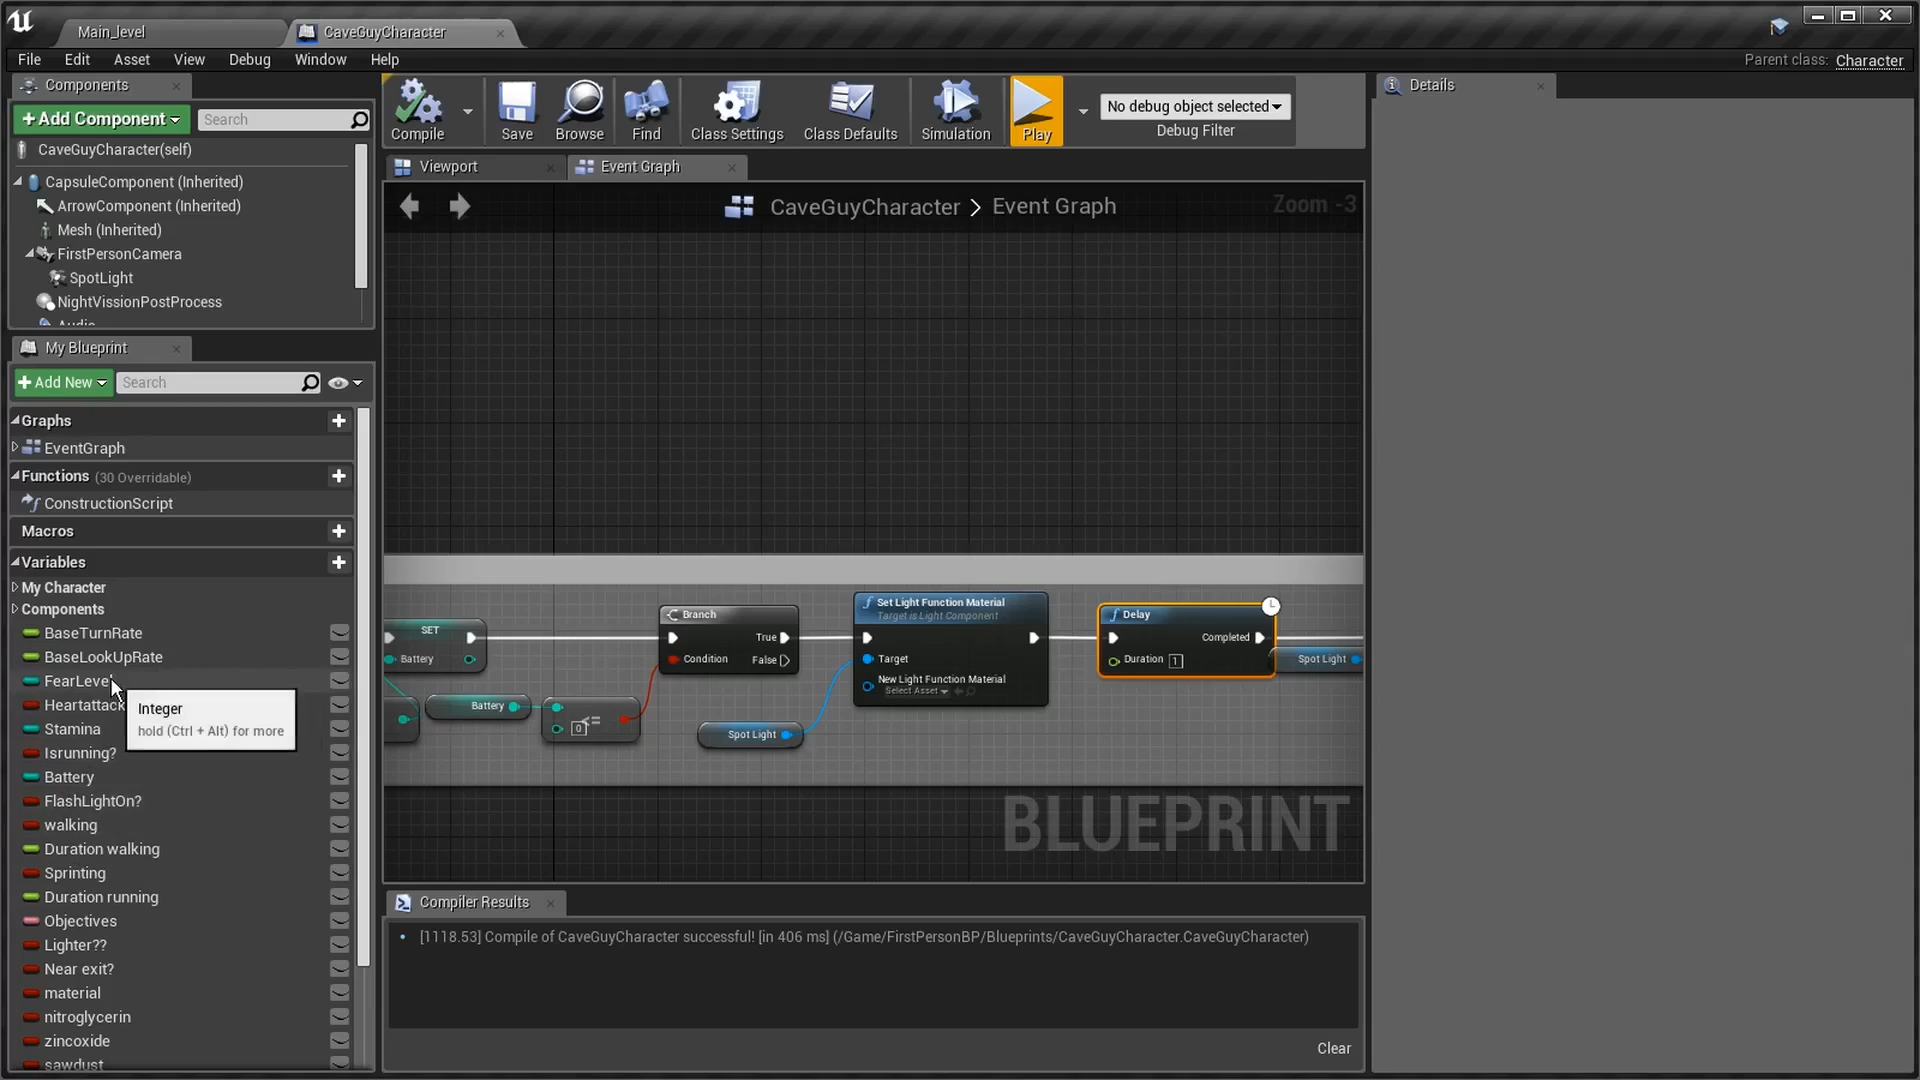 Main_level
CaveGuyCharacter
File Edit Asset View Debug Window Help
Parent class: Character
Components
+Add Component
Search
CaveGuyCharacter(self)
CapsuleComponent (Inherited)
ArrowComponent (Inherited)
Mesh (Inherited)
FirstPersonCamera
SpotLight
NightVissionPostProcess
Audio
My Blueprint
+Add New
Search
Graphs
EventGraph
Functions (30 Overridable)
ConstructionScript
Macros
Variables
My Character
Components
BaseTurnRate
BaseLookUpRate
FearLevel
Heartattack
Stamina
Isrunning?
Battery
FlashLightOn?
walking
Duration walking
Sprinting
Duration running
Objectives
Lighter??
Near exit?
material
nitroglycerin
zincoxide
sawdust
Integer
hold (Ctrl + Alt) for more
Compile
Save
Browse
Find
Class Settings
Class Defaults
Simulation
Play
No debug object selected
Debug Filter
Viewport
Event Graph
CaveGuyCharacter > Event Graph
Zoom -3
SET
Battery
Battery
0
<=
Branch
True
Condition
False
Spot Light
Set Light Function Material
Target is Light Component
Target
New Light Function Material
Select Asset
Delay
Completed
Duration 1
Spot Light
BLUEPRINT
Compiler Results
• [1118.53] Compile of CaveGuyCharacter successful! [in 406 ms] (/Game/FirstPersonBP/Blueprints/CaveGuyCharacter.CaveGuyCharacter)
Clear
Details